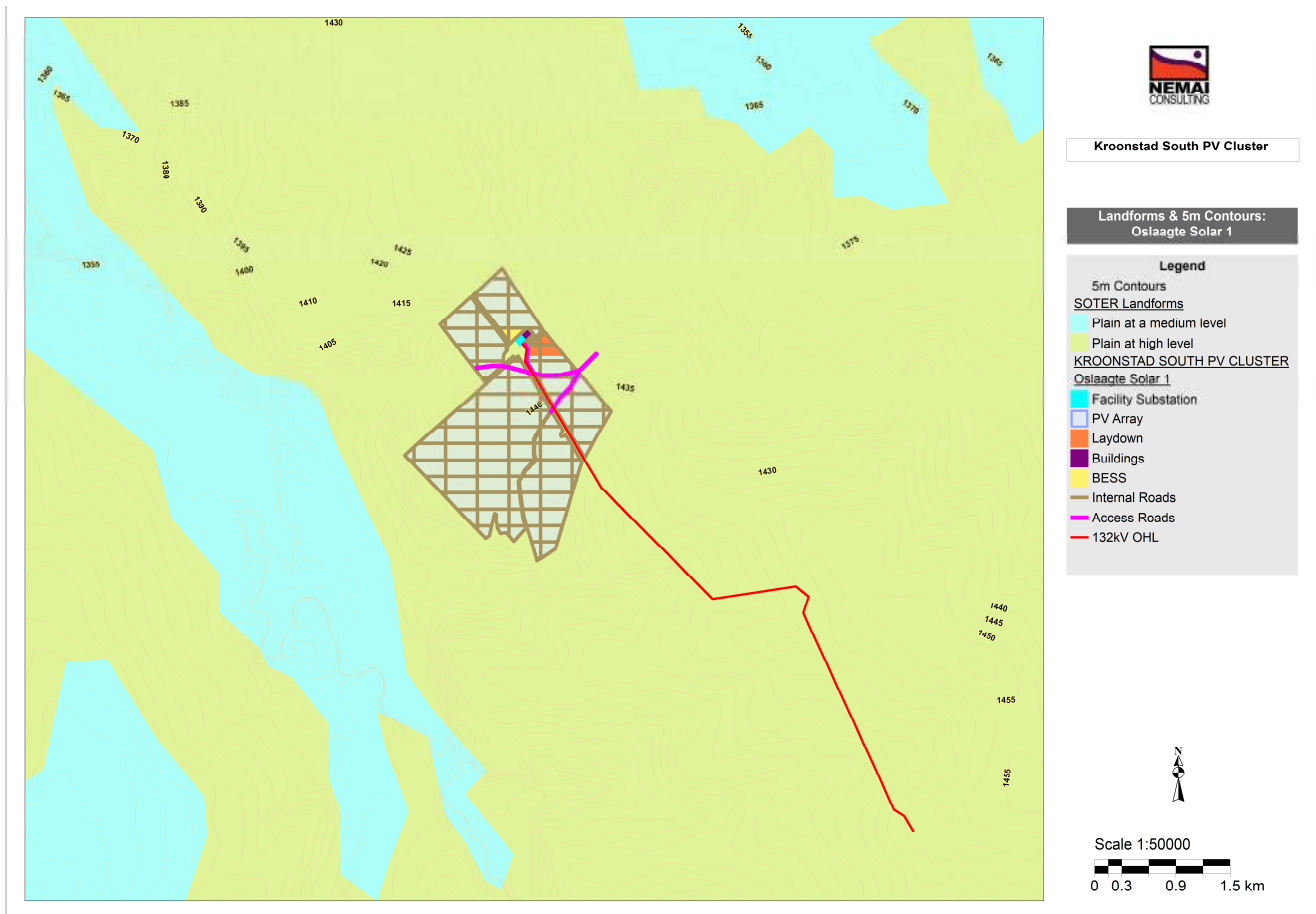 1430
1355
1360
1365
1360
1365
1385
1365
1370
1370
1380
1390
1395
1425
1375
1355
1400
1420
1410
1415
1405
1435
1440
1430
1440
1445
1450
1455
1455
NEMAI
CONSULTING
Kroonstad South PV Cluster
Landforms & 5m Contours:
Oslaagte Solar 1
Legend
5m Contours
SOTER Landforms
Plain at a medium level
Plain at high level
KROONSTAD SOUTH PV CLUSTER
Oslaagte Solar 1
Facility Substation
PV Array
Laydown
Buildings
BESS
Internal Roads
Access Roads
132kV OHL
N
Scale 1:50000
0 0.3 0.9 1.5 km